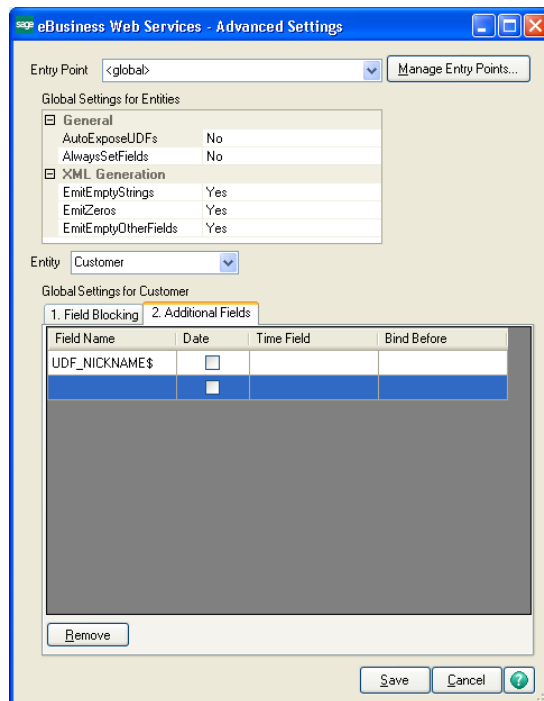 sage eBusiness Web Services - Advanced Settings
Entry Point <global> Manage Entry Points...
Global Settings for Entities
General
AutoExposeUDFs No
AlwaysSetFields No
XML Generation
EmitEmptyStrings Yes
EmitZeros Yes
EmitEmptyOtherFields Yes
Entity Customer
Global Settings for Customer
1. Field Blocking 2. Additional Fields
Field Name Date Time Field Bind Before
UDF_NICKNAME$
Remove
Save Cancel ?